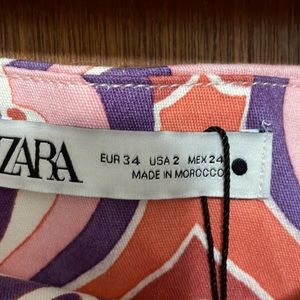 ZARA
EUR 34 USA 2 MEX 24
MADE IN MOROCCO